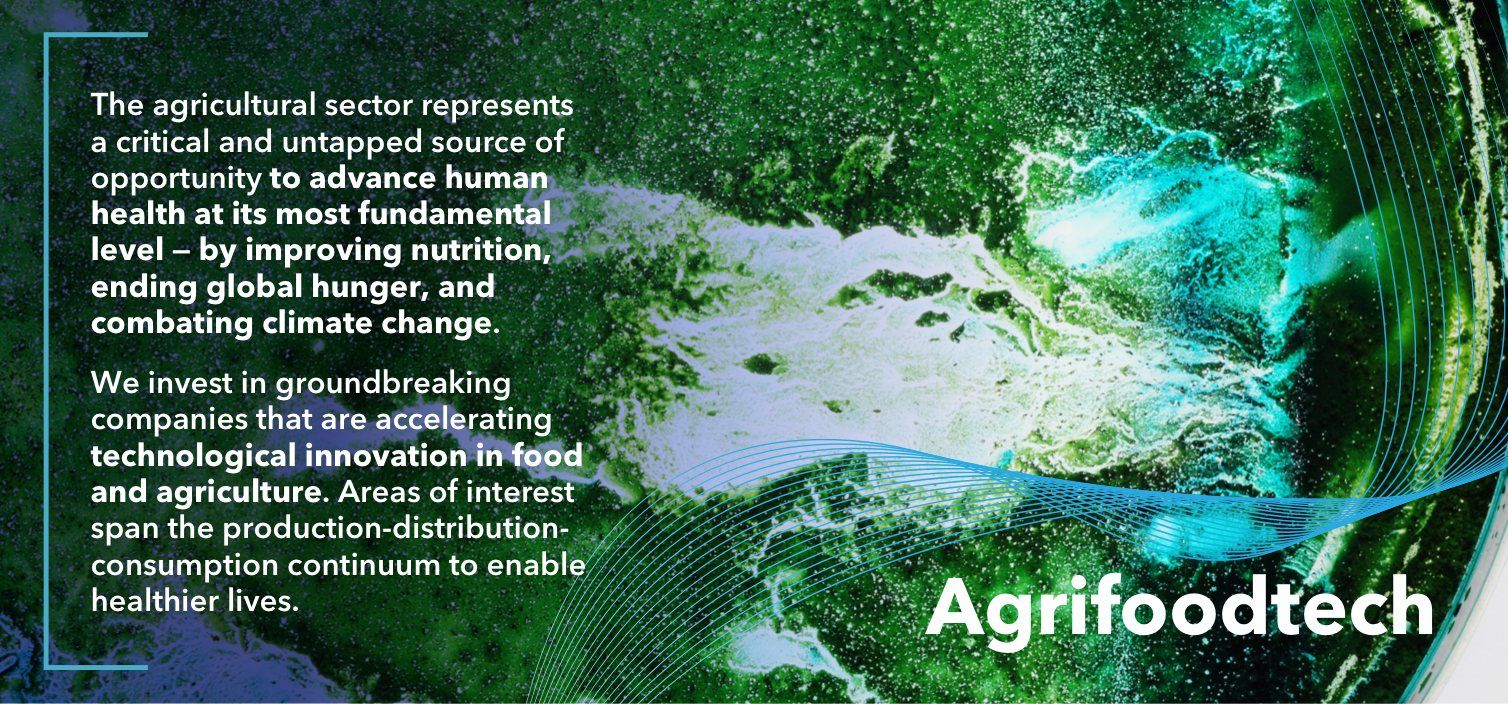 The agricultural sector represents
a critical and untapped source of
opportunity to advance human
health at its most fundamental
level – by improving nutrition,
ending global hunger, and
combating climate change.
We invest in groundbreaking
companies that are accelerating
technological innovation in food
and agriculture. Areas of interest
span the production-distribution-
consumption continuum to enable
healthier lives.
Agrifoodtech